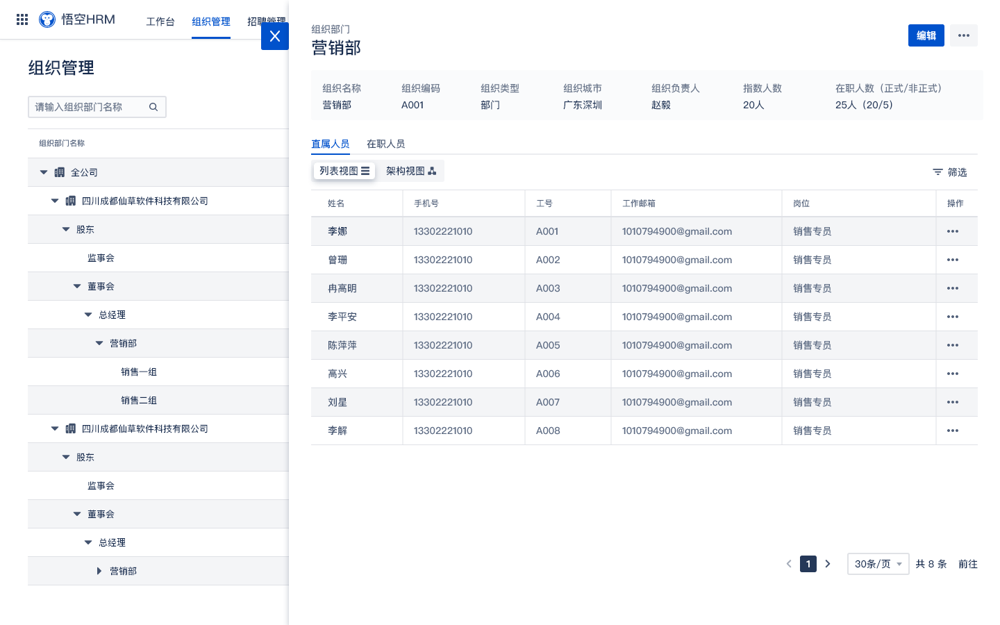 悟空HRM
工作台 组织管理 招聘管理
组织管理
请输入组织部门名称
组织部门名称
全公司
四川成都仙草软件科技有限公司
股东
监事会
董事会
总经理
营销部
销售一组
销售二组
四川成都仙草软件科技有限公司
股东
监事会
董事会
总经理
营销部
组织部门
营销部
编辑
组织名称 组织编码 组织类型 组织城市 组织负责人 指数人数 在职人数（正式/非正式）
营销部 A001 部门 广东深圳 赵毅 20人 25人（20/5）
直属人员 在职人员
列表视图 架构视图 筛选
姓名 手机号 工号 工作邮箱 岗位 操作
李娜 13302221010 A001 1010794900@gmail.com 销售专员
曾珊 13302221010 A002 1010794900@gmail.com 销售专员
冉高明 13302221010 A003 1010794900@gmail.com 销售专员
李平安 13302221010 A004 1010794900@gmail.com 销售专员
陈萍萍 13302221010 A005 1010794900@gmail.com 销售专员
高兴 13302221010 A006 1010794900@gmail.com 销售专员
刘星 13302221010 A007 1010794900@gmail.com 销售专员
李解 13302221010 A008 1010794900@gmail.com 销售专员
1 30条/页 共 8 条 前往